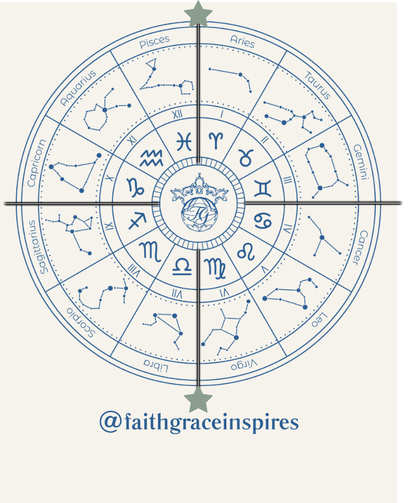 Pisces
Aries
Aquarius
Taurus
Capricorn
Gemini
Sagittarius
Cancer
Scorpio
Leo
Libra
Virgo
XII
I
XI
II
X
III
IX
IV
VIII
V
VII
VI
@faithgraceinspires